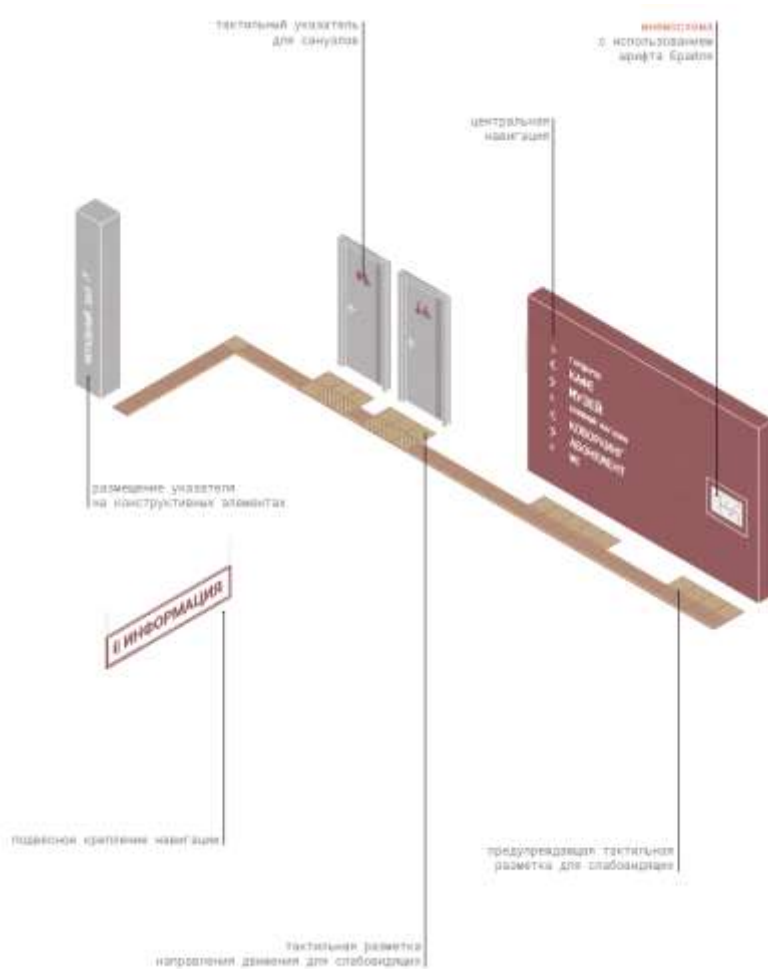 тактильный указатель
для санузлов
мнемосхема
с использованием
шрифта брайля
центральная
навигация
КАФЕ
МУЗЕЙ
КОВОРКИНГ
АБОНЕМЕНТ
WC
размещение указателя
на конструктивных элементах
i ИНФОРМАЦИЯ
подвесное крепление навигации
предупреждающая тактильная
разметка для слабовидящих
тактильная разметка
направления движения для слабовидящих